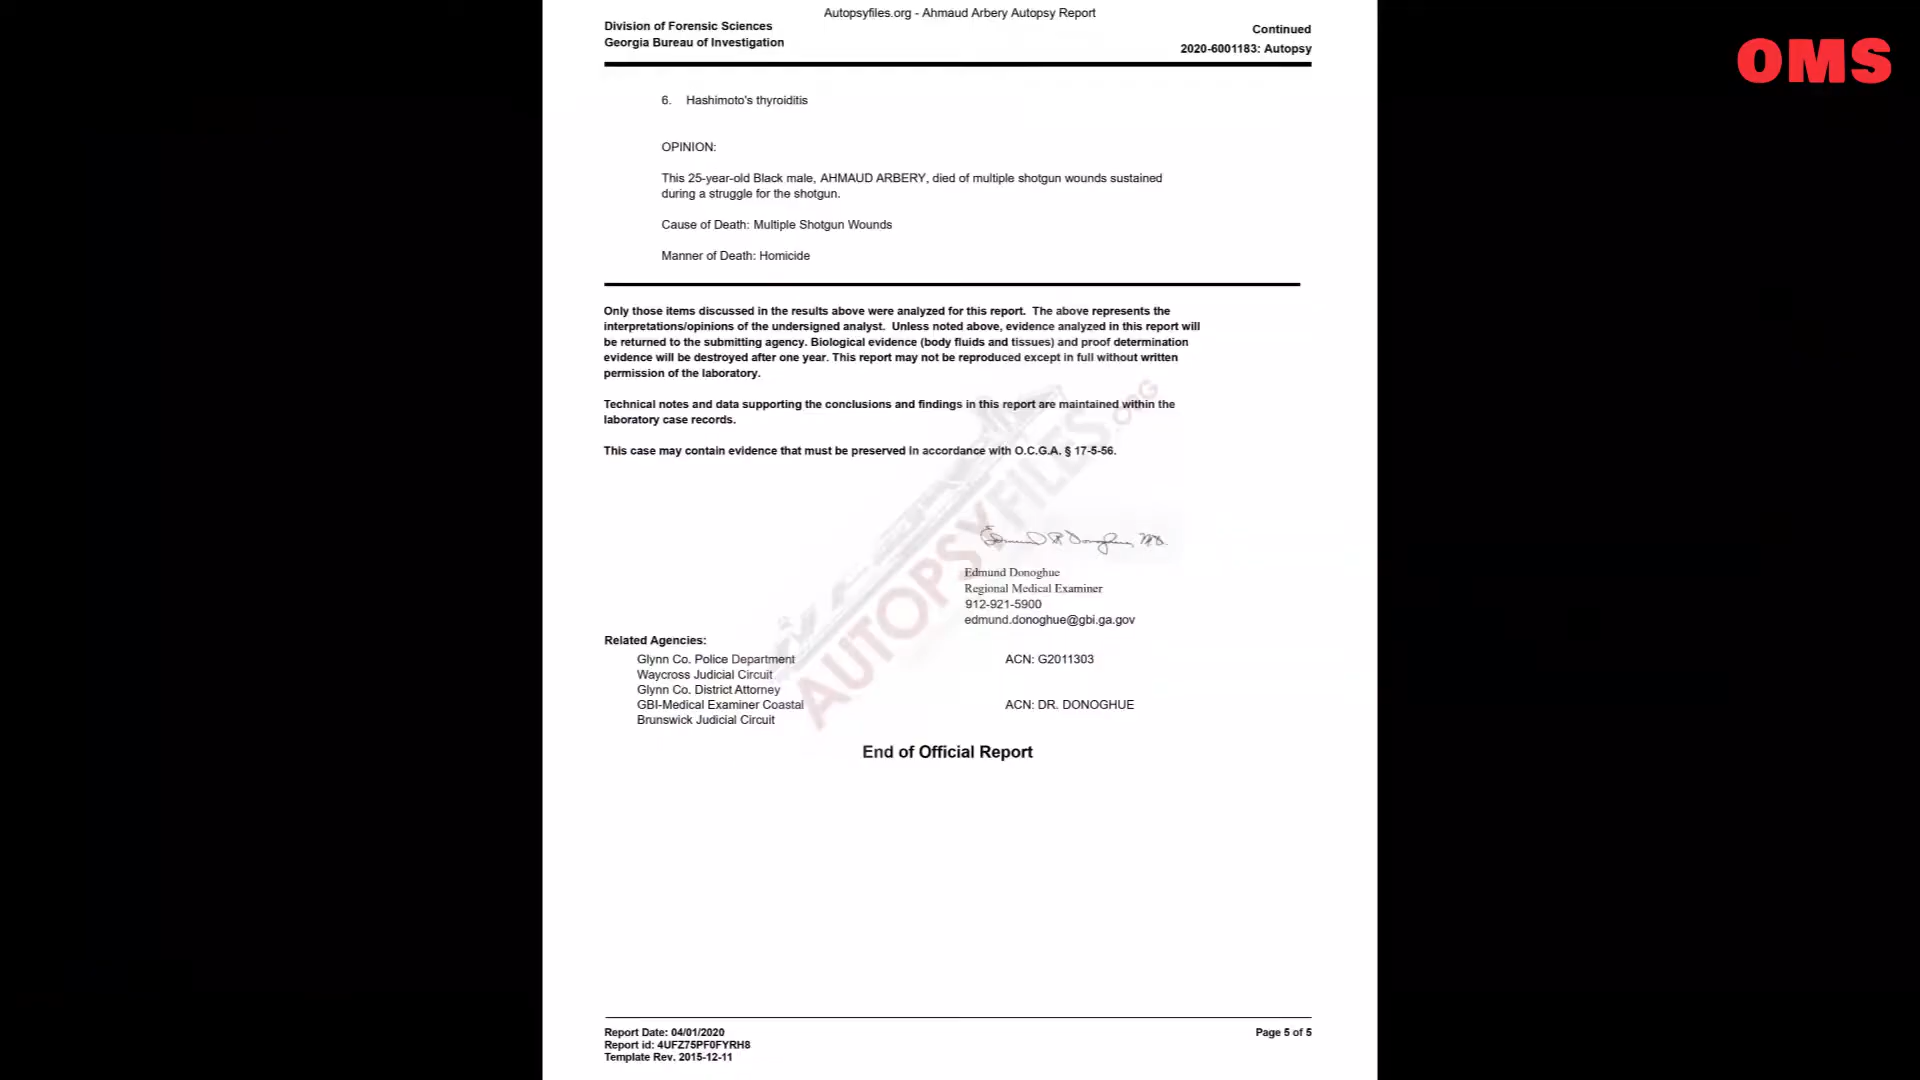 Autopsyfiles.org - Ahmaud Arbery Autopsy Report
Division of Forensic Sciences
Georgia Bureau of Investigation
Continued
2020-6001183: Autopsy
OMS
6. Hashimoto's thyroiditis
OPINION:
This 25-year-old Black male, AHMAUD ARBERY, died of multiple shotgun wounds sustained
during a struggle for the shotgun.
Cause of Death: Multiple Shotgun Wounds
Manner of Death: Homicide
Only those items discussed in the results above were analyzed for this report. The above represents the
interpretations/opinions of the undersigned analyst. Unless noted above, evidence analyzed in this report will
be returned to the submitting agency. Biological evidence (body fluids and tissues) and proof determination
evidence will be destroyed after one year. This report may not be reproduced except in full without written
permission of the laboratory.
Technical notes and data supporting the conclusions and findings in this report are maintained within the
laboratory case records.
This case may contain evidence that must be preserved in accordance with O.C.G.A. § 17-5-56.
AUTOPSYFILES.ORG
Edmund R Donoghue, MD.
Edmund Donoghue
Regional Medical Examiner
912-921-5900
edmund.donoghue@gbi.ga.gov
Related Agencies:
Glynn Co. Police Department ACN: G2011303
Waycross Judicial Circuit
Glynn Co. District Attorney
GBI-Medical Examiner Coastal ACN: DR. DONOGHUE
Brunswick Judicial Circuit
End of Official Report
Report Date: 04/01/2020
Report id: 4UFZ75PF0FYRH8
Template Rev. 2015-12-11
Page 5 of 5